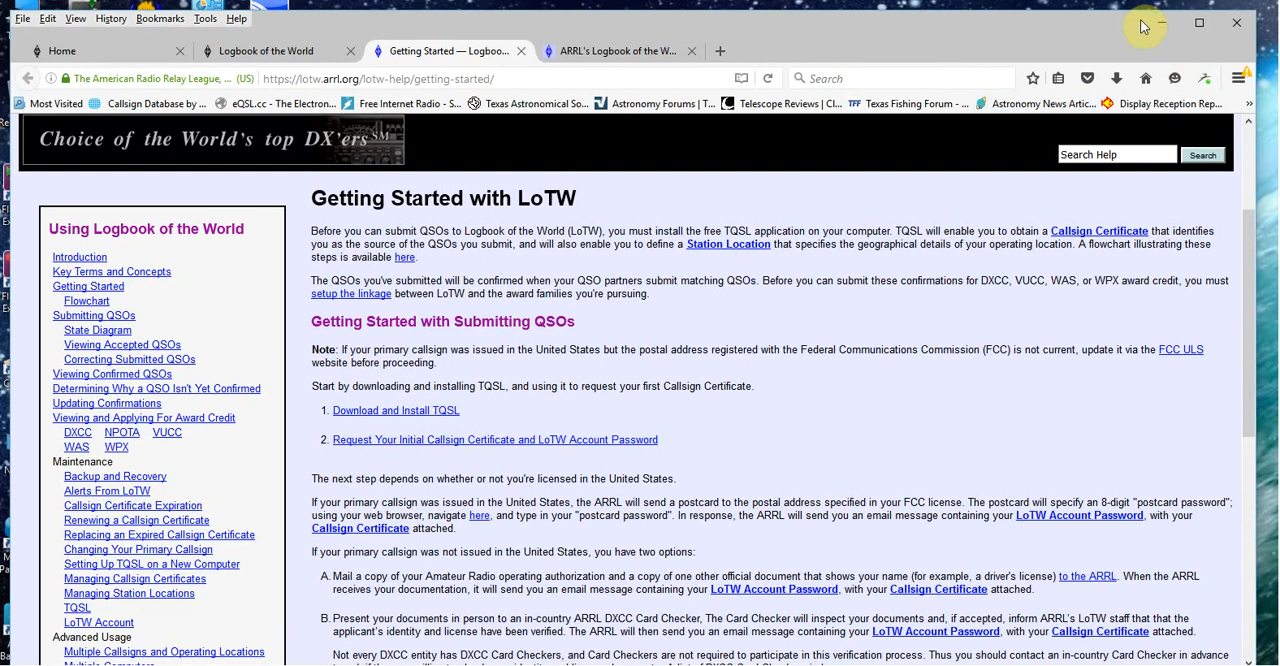 File Edit View History Bookmarks Tools Help
Home Logbook of the World Getting Started — Logboo... ARRL's Logbook of the W...
The American Radio Relay League, ... (US) https://lotw.arrl.org/lotw-help/getting-started/ Search
Most Visited Callsign Database by ... eQSL.cc - The Electron... Free Internet Radio - S... Texas Astronomical So... Astronomy Forums | T... Telescope Reviews | Cl... TFF Texas Fishing Forum - ... Astronomy News Artic... Display Reception Rep...
Choice of the World's top DX'ers℠
Search Help Search
Using Logbook of the World
Introduction
Key Terms and Concepts
Getting Started
Flowchart
Submitting QSOs
State Diagram
Viewing Accepted QSOs
Correcting Submitted QSOs
Viewing Confirmed QSOs
Determining Why a QSO Isn't Yet Confirmed
Updating Confirmations
Viewing and Applying For Award Credit
DXCC NPOTA VUCC
WAS WPX
Maintenance
Backup and Recovery
Alerts From LoTW
Callsign Certificate Expiration
Renewing a Callsign Certificate
Replacing an Expired Callsign Certificate
Changing Your Primary Callsign
Setting Up TQSL on a New Computer
Managing Callsign Certificates
Managing Station Locations
TQSL
LoTW Account
Advanced Usage
Multiple Callsigns and Operating Locations
Multiple Computers
Getting Started with LoTW
Before you can submit QSOs to Logbook of the World (LoTW), you must install the free TQSL application on your computer. TQSL will enable you to obtain a Callsign Certificate that identifies
you as the source of the QSOs you submit, and will also enable you to define a Station Location that specifies the geographical details of your operating location. A flowchart illustrating these
steps is available here.
The QSOs you've submitted will be confirmed when your QSO partners submit matching QSOs. Before you can submit these confirmations for DXCC, VUCC, WAS, or WPX award credit, you must
setup the linkage between LoTW and the award families you're pursuing.
Getting Started with Submitting QSOs
Note: If your primary callsign was issued in the United States but the postal address registered with the Federal Communications Commission (FCC) is not current, update it via the FCC ULS
website before proceeding.
Start by downloading and installing TQSL, and using it to request your first Callsign Certificate.
1. Download and Install TQSL
2. Request Your Initial Callsign Certificate and LoTW Account Password
The next step depends on whether or not you're licensed in the United States.
If your primary callsign was issued in the United States, the ARRL will send a postcard to the postal address specified in your FCC license. The postcard will specify an 8-digit "postcard password";
using your web browser, navigate here, and type in your "postcard password". In response, the ARRL will send you an email message containing your LoTW Account Password, with your
Callsign Certificate attached.
If your primary callsign was not issued in the United States, you have two options:
A. Mail a copy of your Amateur Radio operating authorization and a copy of one other official document that shows your name (for example, a driver's license) to the ARRL. When the ARRL
receives your documentation, it will send you an email message containing your LoTW Account Password, with your Callsign Certificate attached.
B. Present your documents in person to an in-country ARRL DXCC Card Checker, The Card Checker will inspect your documents and, if accepted, inform ARRL's LoTW staff that that the
applicant's identity and license have been verified. The ARRL will then send you an email message containing your LoTW Account Password, with your Callsign Certificate attached.
Not every DXCC entity has DXCC Card Checkers, and Card Checkers are not required to participate in this verification process. Thus you should contact an in-country Card Checker in advance